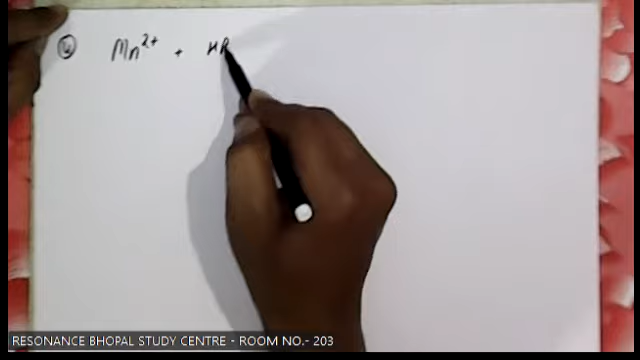 ④ Mn²⁺ + HR
RESONANCE BHOPAL STUDY CENTRE - ROOM NO.- 203